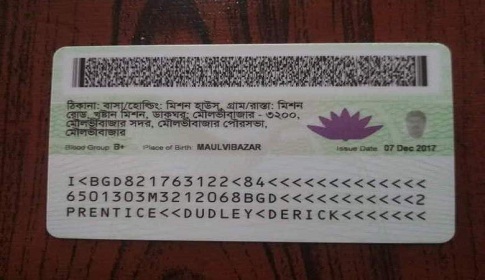 ঠিকানা: বাসা/হোল্ডিং: মিশন হাউস, গ্রাম/রাস্তা: মিশন
রোড, খৃষ্টান মিশন, ডাকঘর: মৌলভীবাজার - ৩২০০,
মৌলভীবাজার সদর, মৌলভীবাজার পৌরসভা,
মৌলভীবাজার
Blood Group B+ Place of Birth: MAULVIBAZAR Issue Date 07 Dec 2017
I<BGD821763122<84<<<<<<<<<<<<<
6501303M3212068BGD<<<<<<<<<<<2
PRENTICE<<DUDLEY<DERICK<<<<<<<